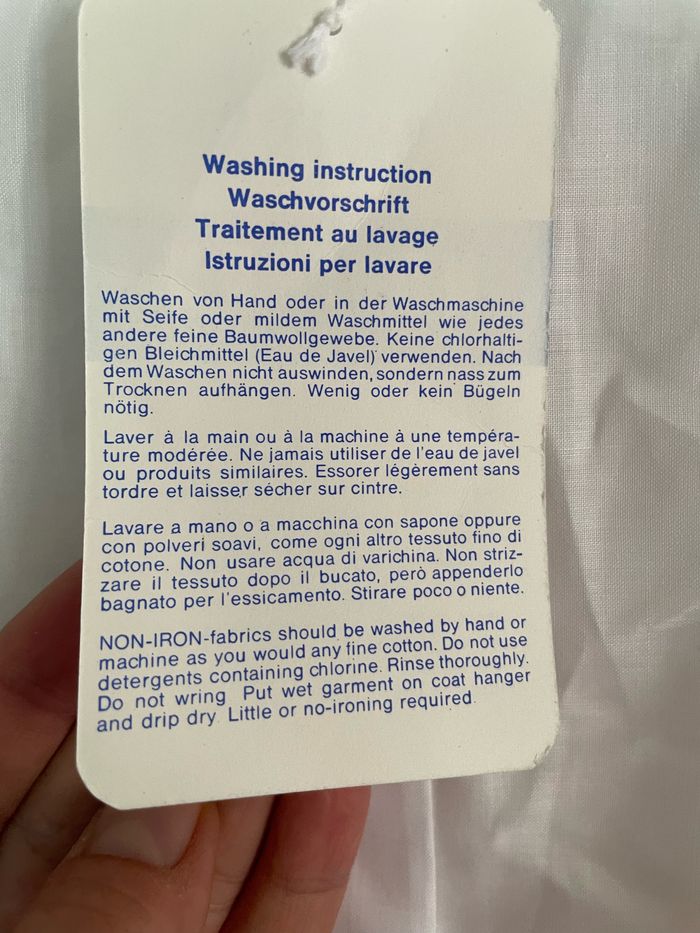 Washing instruction
Waschvorschrift
Traitement au lavage
Istruzioni per lavare
Waschen von Hand oder in der Waschmaschine
mit Seife oder mildem Waschmittel wie jedes
andere feine Baumwollgewebe. Keine chlorhalti-
gen Bleichmittel (Eau de Javel) verwenden. Nach
dem Waschen nicht auswinden, sondern nass zum
Trocknen aufhängen. Wenig oder kein Bügeln
nötig.
Laver à la main ou à la machine à une tempéra-
ture modérée. Ne jamais utiliser de l'eau de javel
ou produits similaires. Essorer légèrement sans
tordre et laisser sécher sur cintre.
Lavare a mano o a macchina con sapone oppure
con polveri soavi, come ogni altro tessuto fino di
cotone. Non usare acqua di varichina. Non striz-
zare il tessuto dopo il bucato, però appenderlo
bagnato per l'essicamento. Stirare poco o niente.
NON-IRON-fabrics should be washed by hand or
machine as you would any fine cotton. Do not use
detergents containing chlorine. Rinse thoroughly.
Do not wring. Put wet garment on coat hanger
and drip dry. Little or no-ironing required.